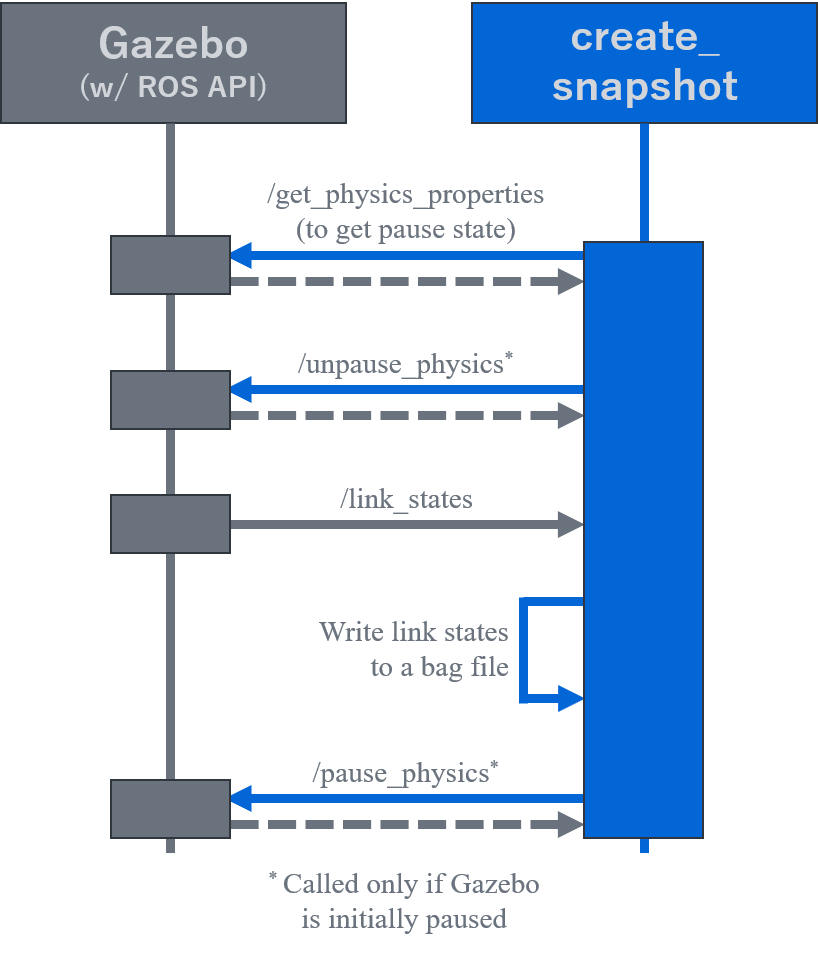 Gazebo
(w/ ROS API)
create_
snapshot
/get_physics_properties
(to get pause state)
/unpause_physics*
/link_states
Write link states
to a bag file
/pause_physics*
* Called only if Gazebo
is initially paused